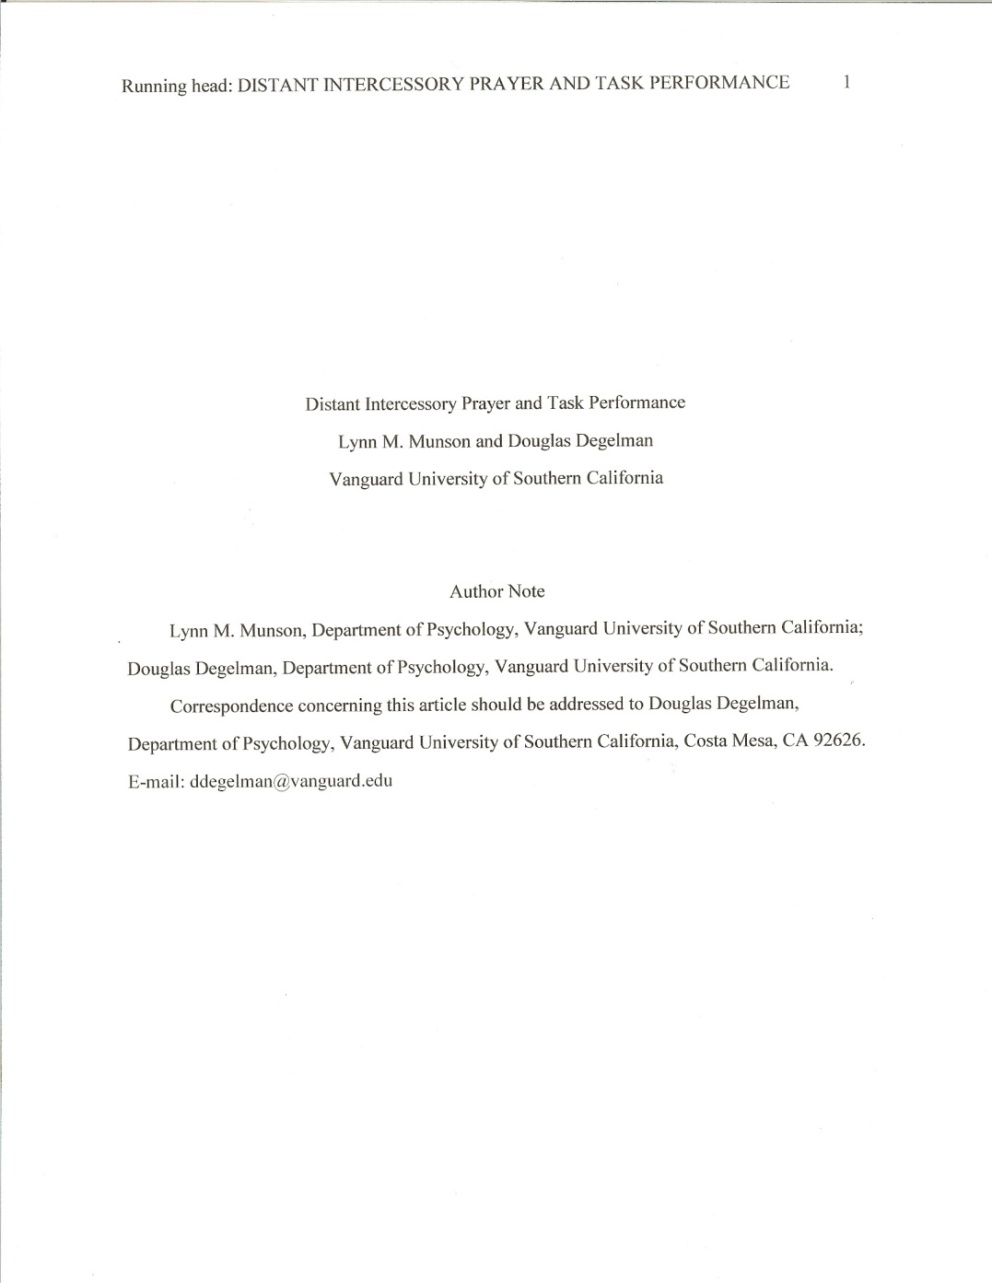 Running head: DISTANT INTERCESSORY PRAYER AND TASK PERFORMANCE 1
Distant Intercessory Prayer and Task Performance
Lynn M. Munson and Douglas Degelman
Vanguard University of Southern California
Author Note
Lynn M. Munson, Department of Psychology, Vanguard University of Southern California;
Douglas Degelman, Department of Psychology, Vanguard University of Southern California.
Correspondence concerning this article should be addressed to Douglas Degelman,
Department of Psychology, Vanguard University of Southern California, Costa Mesa, CA 92626.
E-mail: ddegelman@vanguard.edu